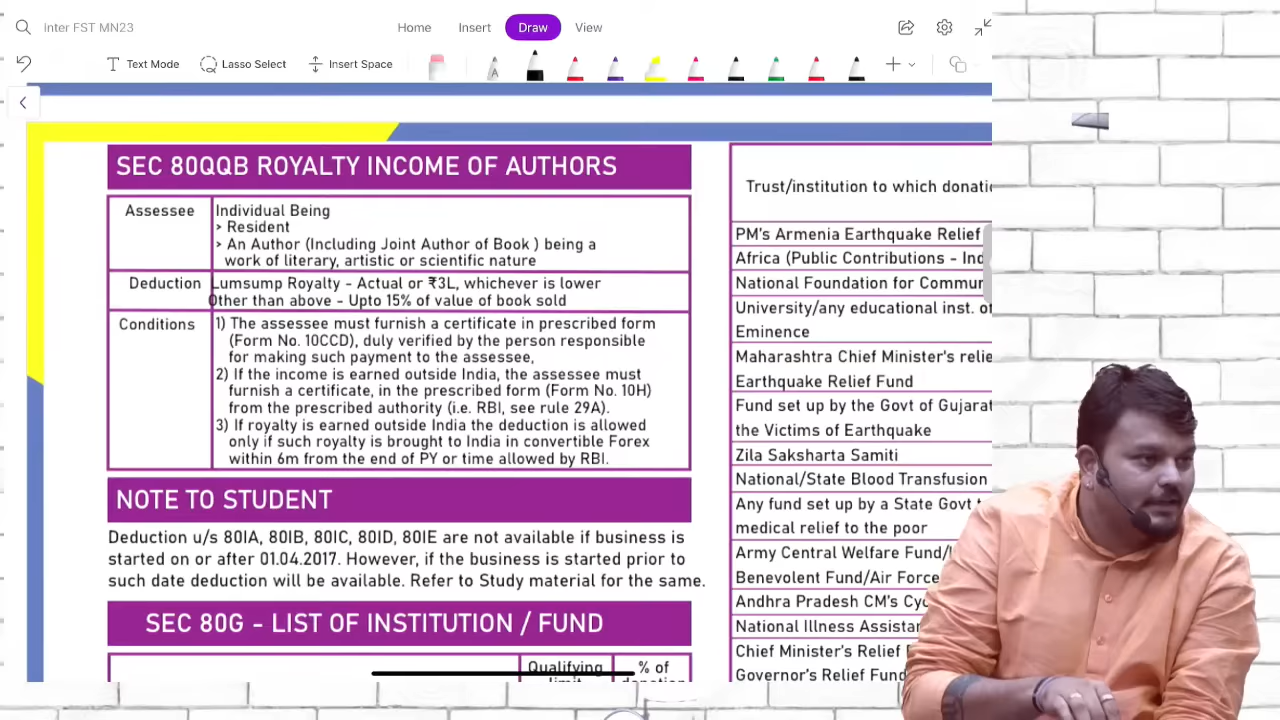 Inter FST MN23
Home
Insert
Draw
View
Text Mode
Lasso Select
Insert Space
SEC 80QQB ROYALTY INCOME OF AUTHORS
Assessee
Individual Being
> Resident
> An Author (Including Joint Author of Book ) being a
work of literary, artistic or scientific nature
Deduction
Lumsump Royalty - Actual or ₹3L, whichever is lower
Other than above - Upto 15% of value of book sold
Conditions
1) The assessee must furnish a certificate in prescribed form
(Form No. 10CCD), duly verified by the person responsible
for making such payment to the assessee,
2) If the income is earned outside India, the assessee must
furnish a certificate, in the prescribed form (Form No. 10H)
from the prescribed authority (i.e. RBI, see rule 29A).
3) If royalty is earned outside India the deduction is allowed
only if such royalty is brought to India in convertible Forex
within 6m from the end of PY or time allowed by RBI.
NOTE TO STUDENT
Deduction u/s 80IA, 80IB, 80IC, 80ID, 80IE are not available if business is
started on or after 01.04.2017. However, if the business is started prior to
such date deduction will be available. Refer to Study material for the same.
SEC 80G - LIST OF INSTITUTION / FUND
Qualifying
limit
% of
donation
Trust/institution to which
PM's Armenia Earthquake Relief
Africa (Public Contributions -
National Foundation for
University/any educational inst. of
Eminence
Maharashtra Chief Minister's
Earthquake Relief Fund
Fund set up by the Govt of
the Victims of Earthquake
Zila Saksharta Samiti
National/State Blood Transfusion
Any fund set up by a State Govt
medical relief to the poor
Army Central Welfare
Benevolent Fund/Air Force
Andhra Pradesh CM's
National Illness
Chief Minister's Relief
Governor's Relief